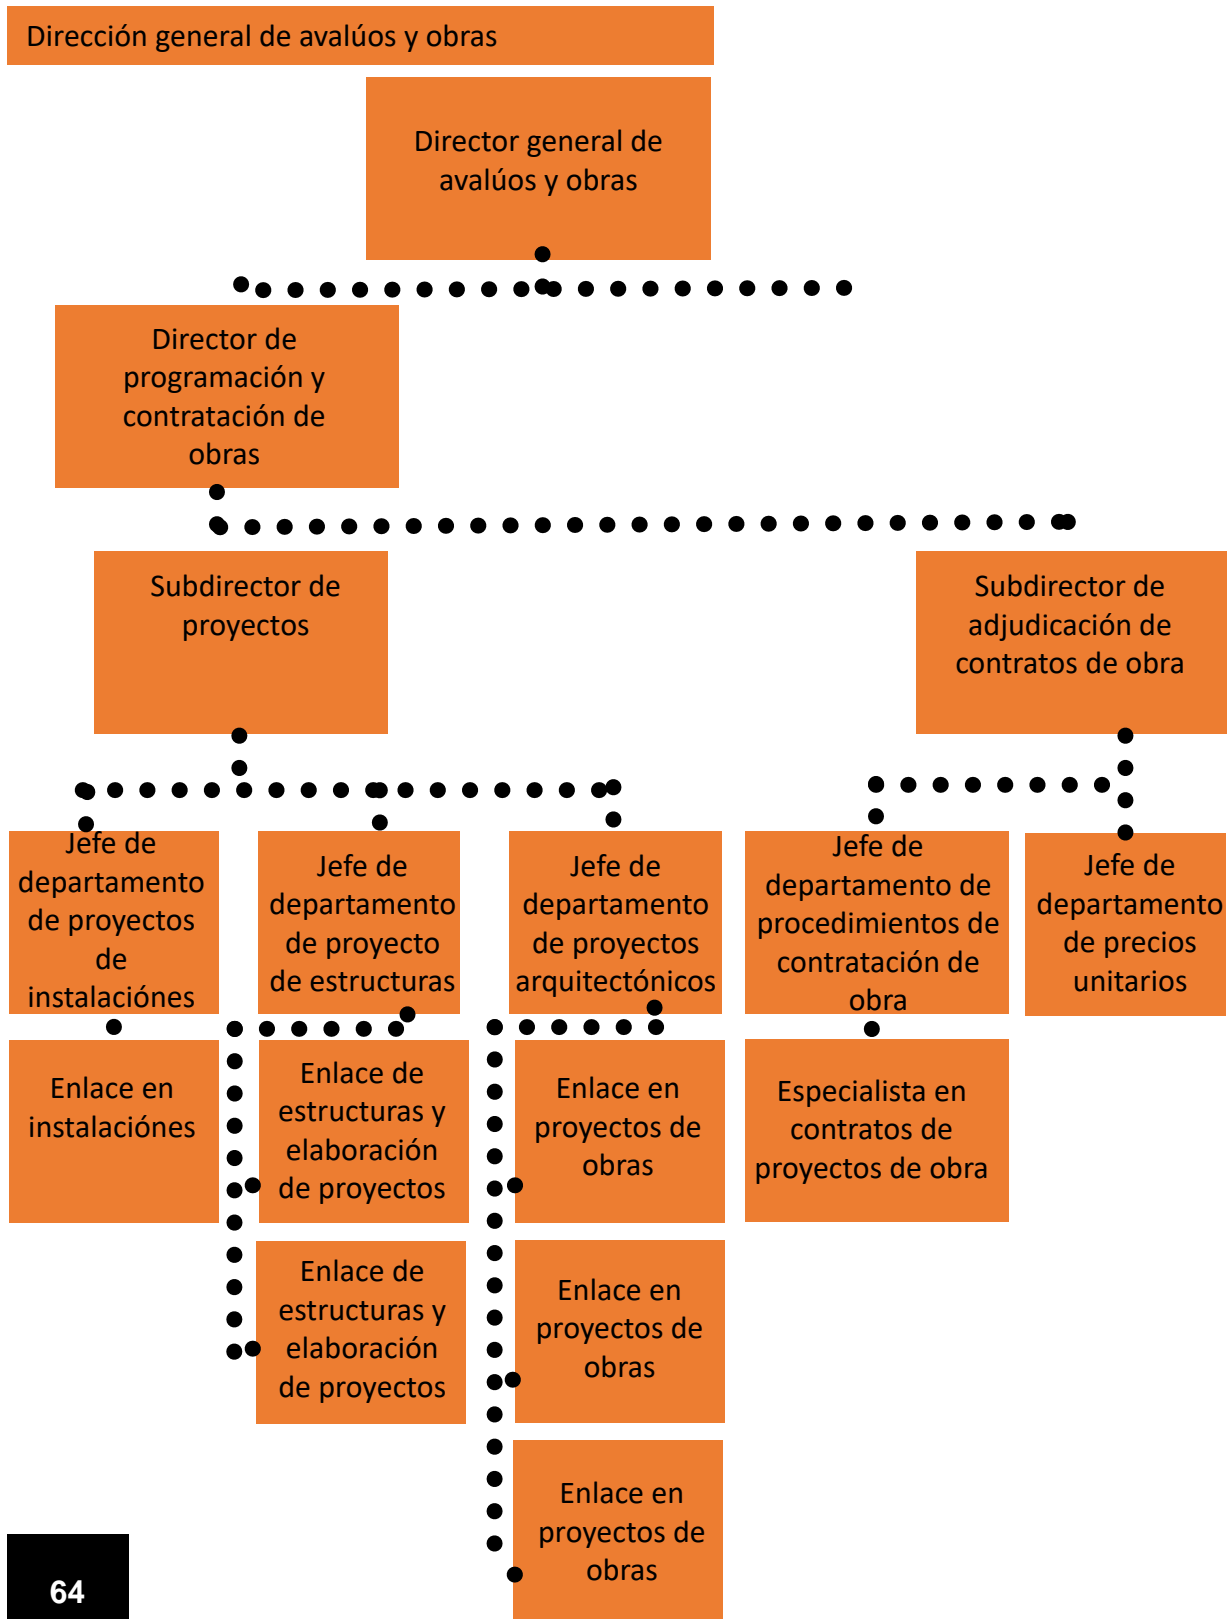 Dirección general de avalúos y obras
Director general de
avalúos y obras
Director de
programación y
contratación de
obras
Subdirector de
proyectos
Subdirector de
adjudicación de
contratos de obra
Jefe de
departamento
de proyectos
de
instalaciónes
Jefe de
departamento
de proyecto
de estructuras
Jefe de
departamento
de proyectos
arquitectónicos
Jefe de
departamento de
procedimientos de
contratación de
obra
Jefe de
departamento
de precios
unitarios
Enlace en
instalaciónes
Enlace de
estructuras y
elaboración
de proyectos
Enlace en
proyectos de
obras
Especialista en
contratos de
proyectos de obra
Enlace de
estructuras y
elaboración
de proyectos
Enlace en
proyectos de
obras
Enlace en
proyectos de
obras
64